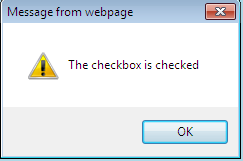 Message from webpage
The checkbox is checked
OK